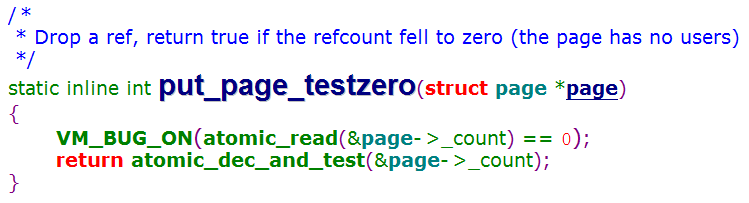 /*
 * Drop a ref, return true if the refcount fell to zero (the page has no users)
 */
static inline int put_page_testzero(struct page *page)
{
    VM_BUG_ON(atomic_read(&page->_count) == 0);
    return atomic_dec_and_test(&page->_count);
}